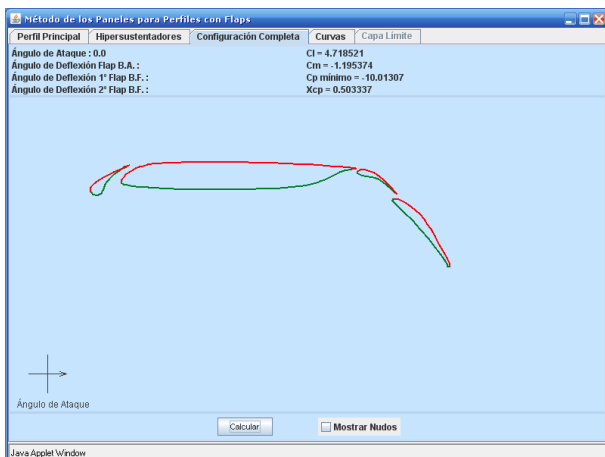 Método de los Paneles para Perfiles con Flaps
Perfil Principal Hipersustentadores Configuración Completa Curvas Capa Límite
Ángulo de Ataque : 0.0 Cl = 4.718521
Ángulo de Deflexión Flap B.A. : Cm = -1.195374
Ángulo de Deflexión 1° Flap B.F. : Cp mínimo = -10.01307
Ángulo de Deflexión 2° Flap B.F. : Xcp = 0.503337
Ángulo de Ataque
Calcular Mostrar Nudos
Java Applet Window